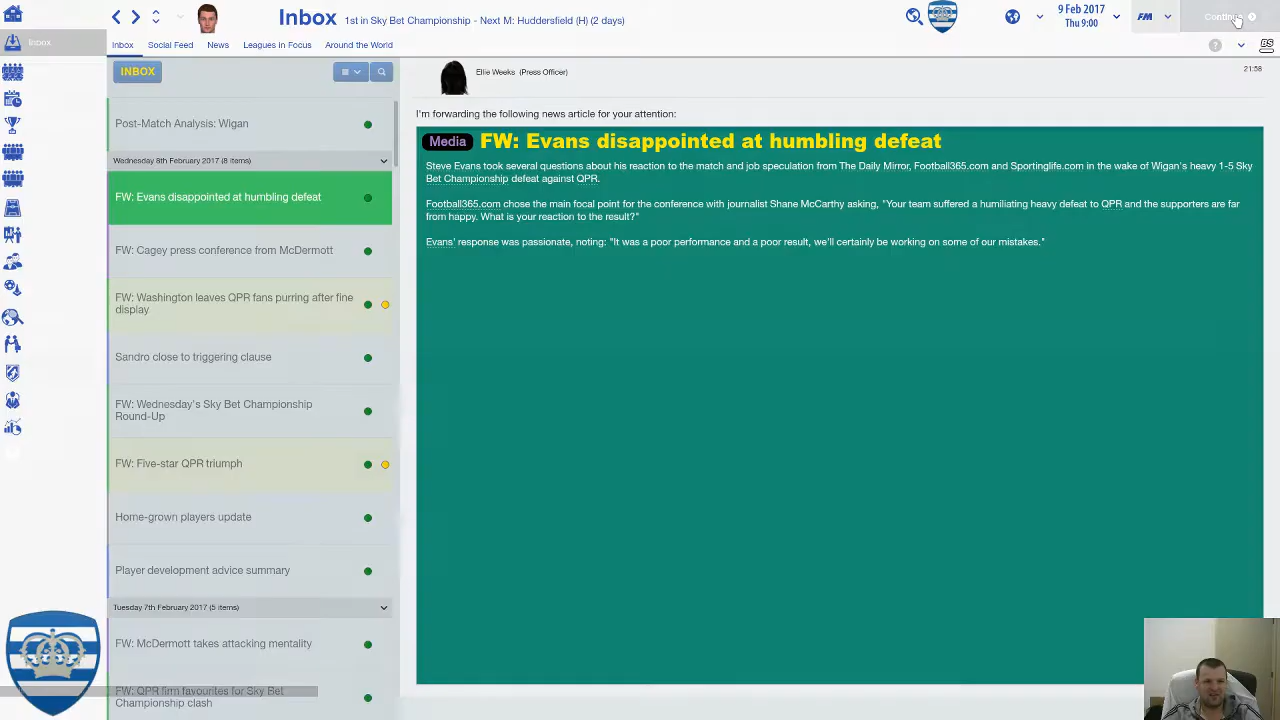 Inbox
1st in Sky Bet Championship - Next M: Huddersfield (H) (2 days)
9 Feb 2017
Thu 9:00
FM
Continue
Inbox
Inbox
Social Feed
News
Leagues in Focus
Around the World
?
INBOX
Post-Match Analysis: Wigan
Wednesday 8th February 2017 (8 items)
FW: Evans disappointed at humbling defeat
FW: Cagey press conference from McDermott
FW: Washington leaves QPR fans purring after fine
display
Sandro close to triggering clause
FW: Wednesday's Sky Bet Championship
Round-Up
FW: Five-star QPR triumph
Home-grown players update
Player development advice summary
Tuesday 7th February 2017 (5 items)
FW: McDermott takes attacking mentality
FW: QPR firm favourites for Sky Bet
Championship clash
Ellie Weeks (Press Officer)
21:58
I'm forwarding the following news article for your attention:
Media
FW: Evans disappointed at humbling defeat
Steve Evans took several questions about his reaction to the match and job speculation from The Daily Mirror, Football365.com and Sportinglife.com in the wake of Wigan's heavy 1-5 Sky
Bet Championship defeat against QPR.
Football365.com chose the main focal point for the conference with journalist Shane McCarthy asking, "Your team suffered a humiliating heavy defeat to QPR and the supporters are far
from happy. What is your reaction to the result?"
Evans' response was passionate, noting: "It was a poor performance and a poor result, we'll certainly be working on some of our mistakes."